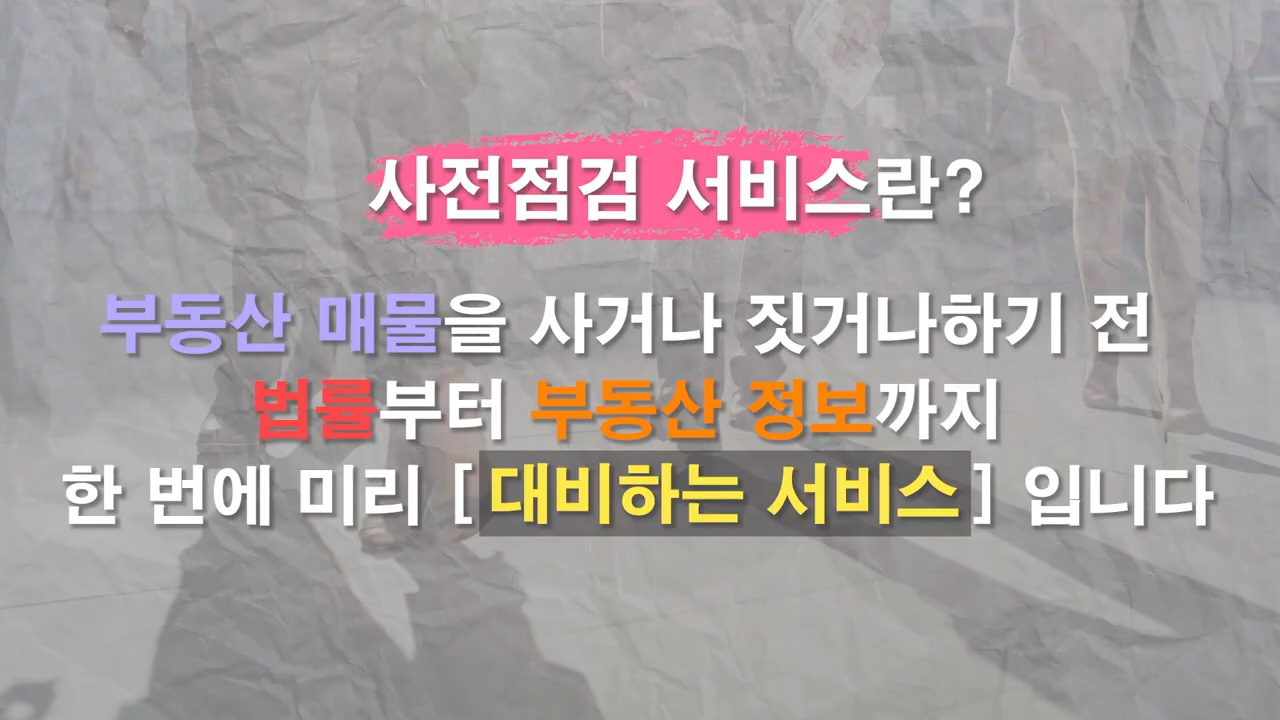 사전점검 서비스란?
부동산 매물을 사거나 짓거나하기 전
법률부터 부동산 정보까지
한 번에 미리 [대비하는 서비스] 입니다